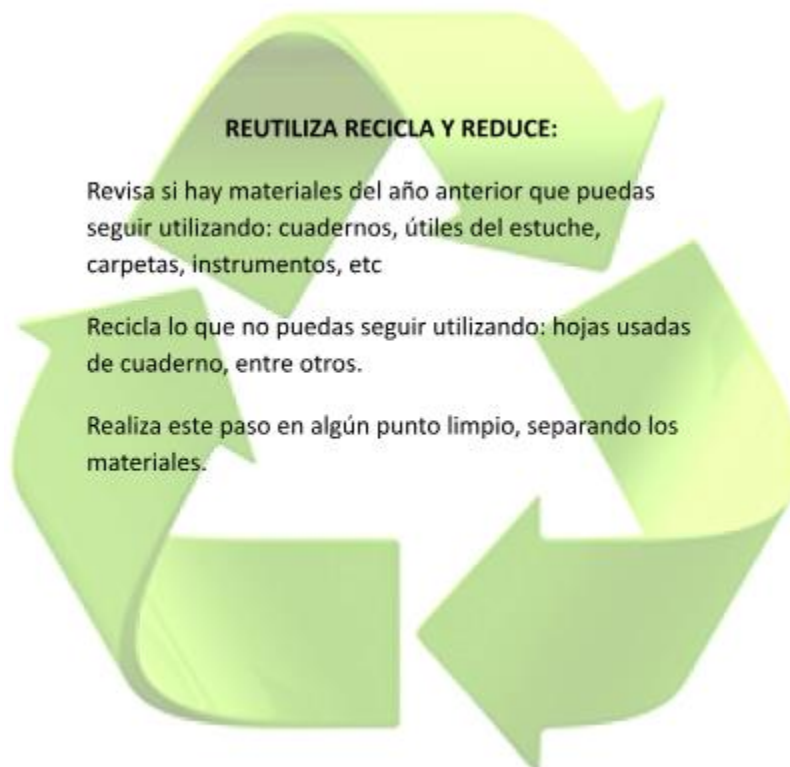 REUTILIZA RECICLA Y REDUCE:
Revisa si hay materiales del año anterior que puedas
seguir utilizando: cuadernos, útiles del estuche,
carpetas, instrumentos, etc
Recicla lo que no puedas seguir utilizando: hojas usadas
de cuaderno, entre otros.
Realiza este paso en algún punto limpio, separando los
materiales.